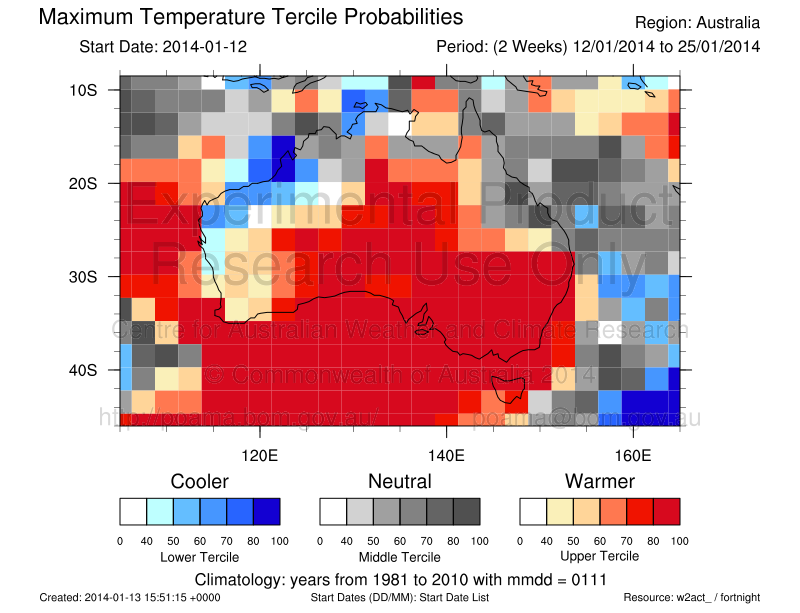 Maximum Temperature Tercile Probabilities
Region: Australia
Start Date: 2014-01-12
Period: (2 Weeks) 12/01/2014 to 25/01/2014
10S
20S
Experimental Product
Research Use Only
30S
Centre for Australian Weather and Climate Research
40S
© Commonwealth of Australia 2014
http://poama.bom.gov.au/ poama@bom.gov.au
120E 140E 160E
Cooler Neutral Warmer
0 40 50 60 70 80 100 0 40 50 60 70 80 100 0 40 50 60 70 80 100
Lower Tercile Middle Tercile Upper Tercile
Climatology: years from 1981 to 2010 with mmdd = 0111
Created: 2014-01-13 15:51:15 +0000 Start Dates (DD/MM): Start Date List Resource: w2act_ / fortnight